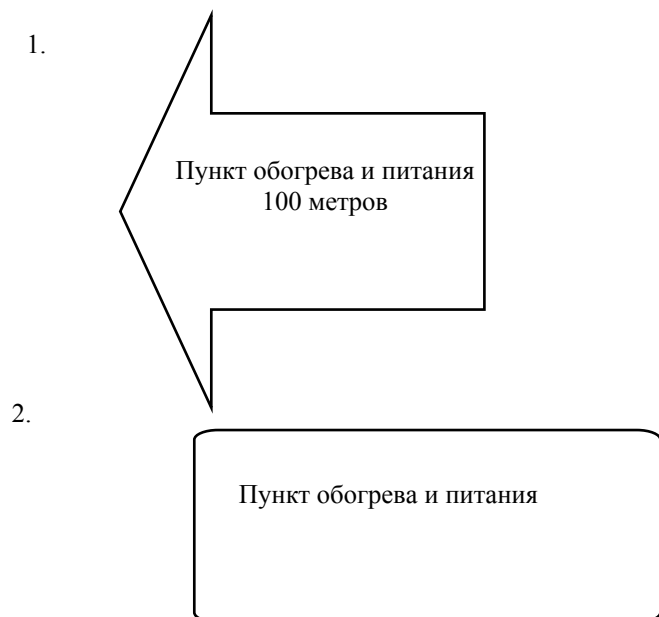 1.
Пункт обогрева и питания
100 метров
2.
Пункт обогрева и питания